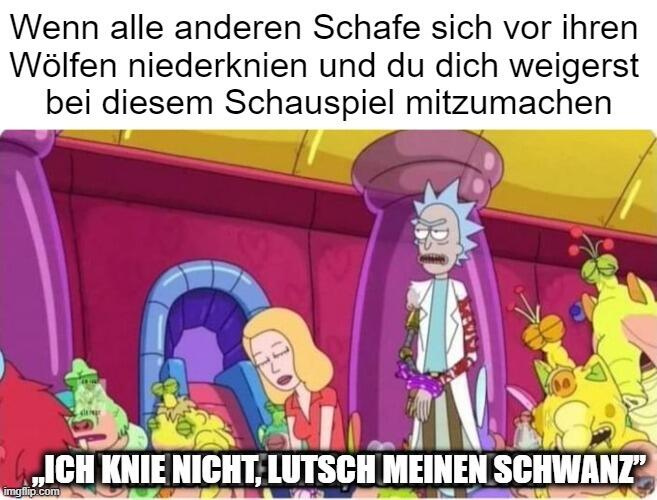 Wenn alle anderen Schafe sich vor ihren
Wölfen niederknien und du dich weigerst
bei diesem Schauspiel mitzumachen
„ICH KNIE NICHT, LUTSCH MEINEN SCHWANZ”
imgflip.com